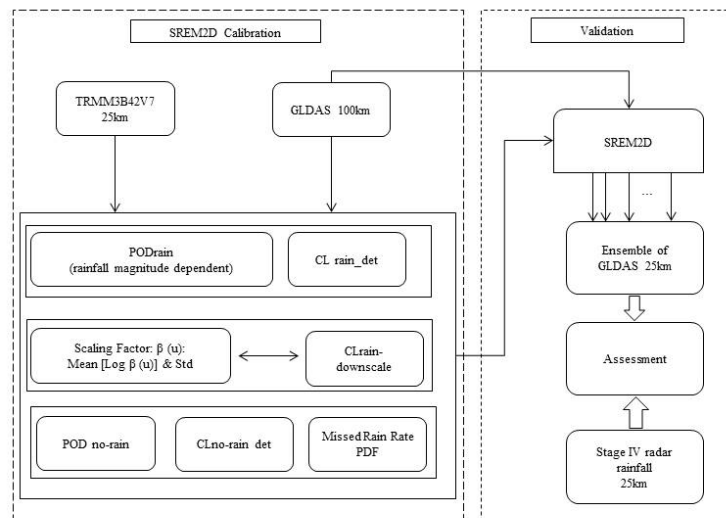 SREM2D Calibration
Validation
TRMM3B42V7
25km
GLDAS 100km
SREM2D
...
PODrain
(rainfall magnitude dependent)
CL rain_det
Ensemble of
GLDAS 25km
Scaling Factor: β (u):
Mean [Log β (u)] & Std
CLrain-
downscale
Assessment
POD no-rain
CLno-rain det
Missed Rain Rate
PDF
Stage IV radar
rainfall
25km